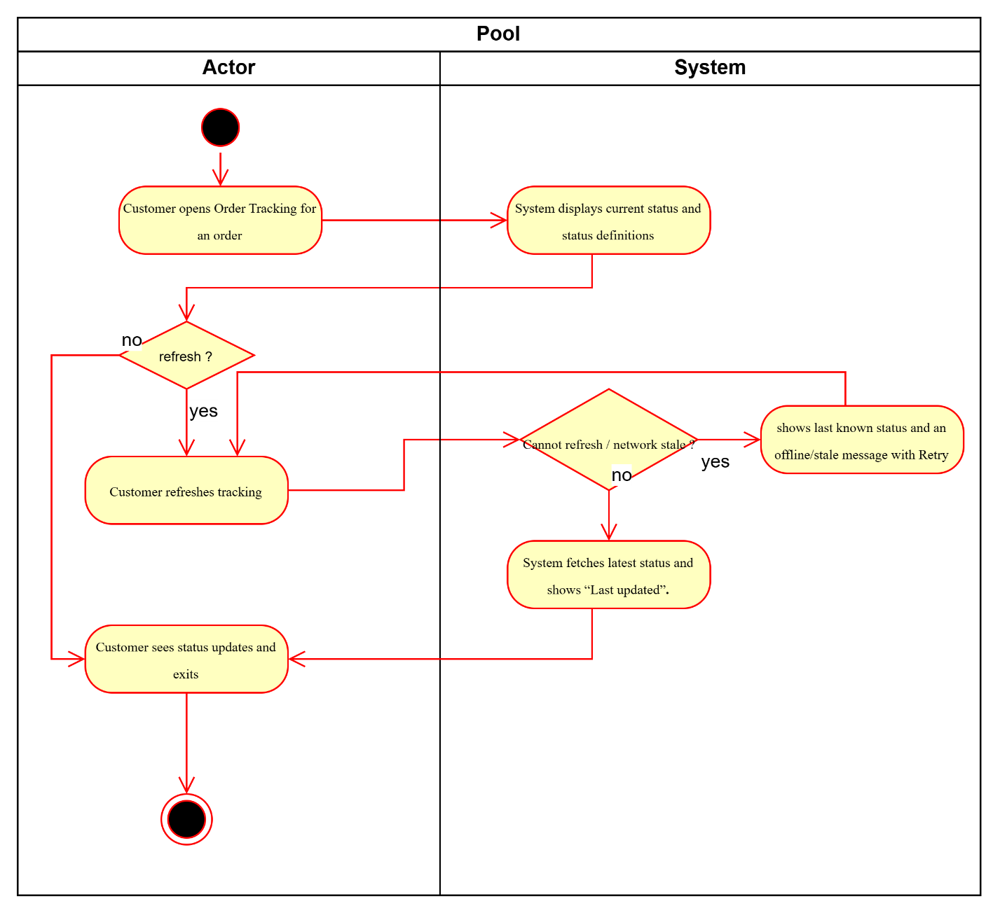 Pool
Actor
System
Customer opens Order Tracking for
an order
System displays current status and
status definitions
no
refresh ?
yes
Cannot refresh / network stale ?
yes
no
shows last known status and an
offline/stale message with Retry
Customer refreshes tracking
System fetches latest status and
shows “Last updated”.
Customer sees status updates and
exits